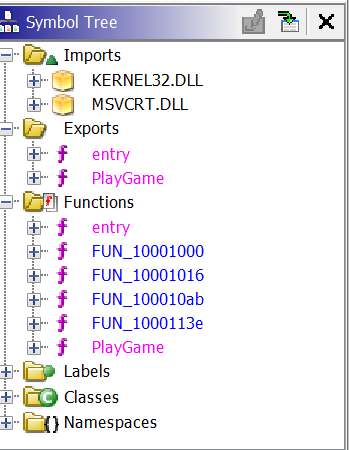 Symbol Tree
Imports
KERNEL32.DLL
MSVCRT.DLL
Exports
entry
PlayGame
Functions
entry
FUN_10001000
FUN_10001016
FUN_100010ab
FUN_1000113e
PlayGame
Labels
Classes
Namespaces